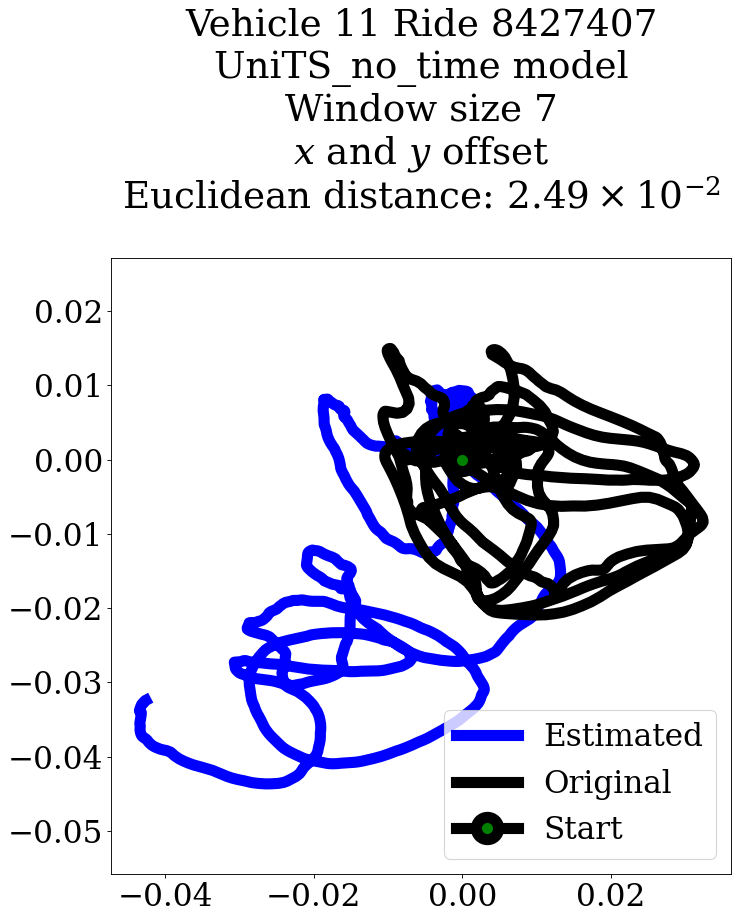 Vehicle 11 Ride 8427407
UniTS_no_time model
Window size 7
x and y offset
Euclidean distance: 2.49 × 10⁻²
0.02
0.01
0.00
−0.01
−0.02
−0.03
−0.04
−0.05
Estimated
Original
Start
−0.04 −0.02 0.00 0.02